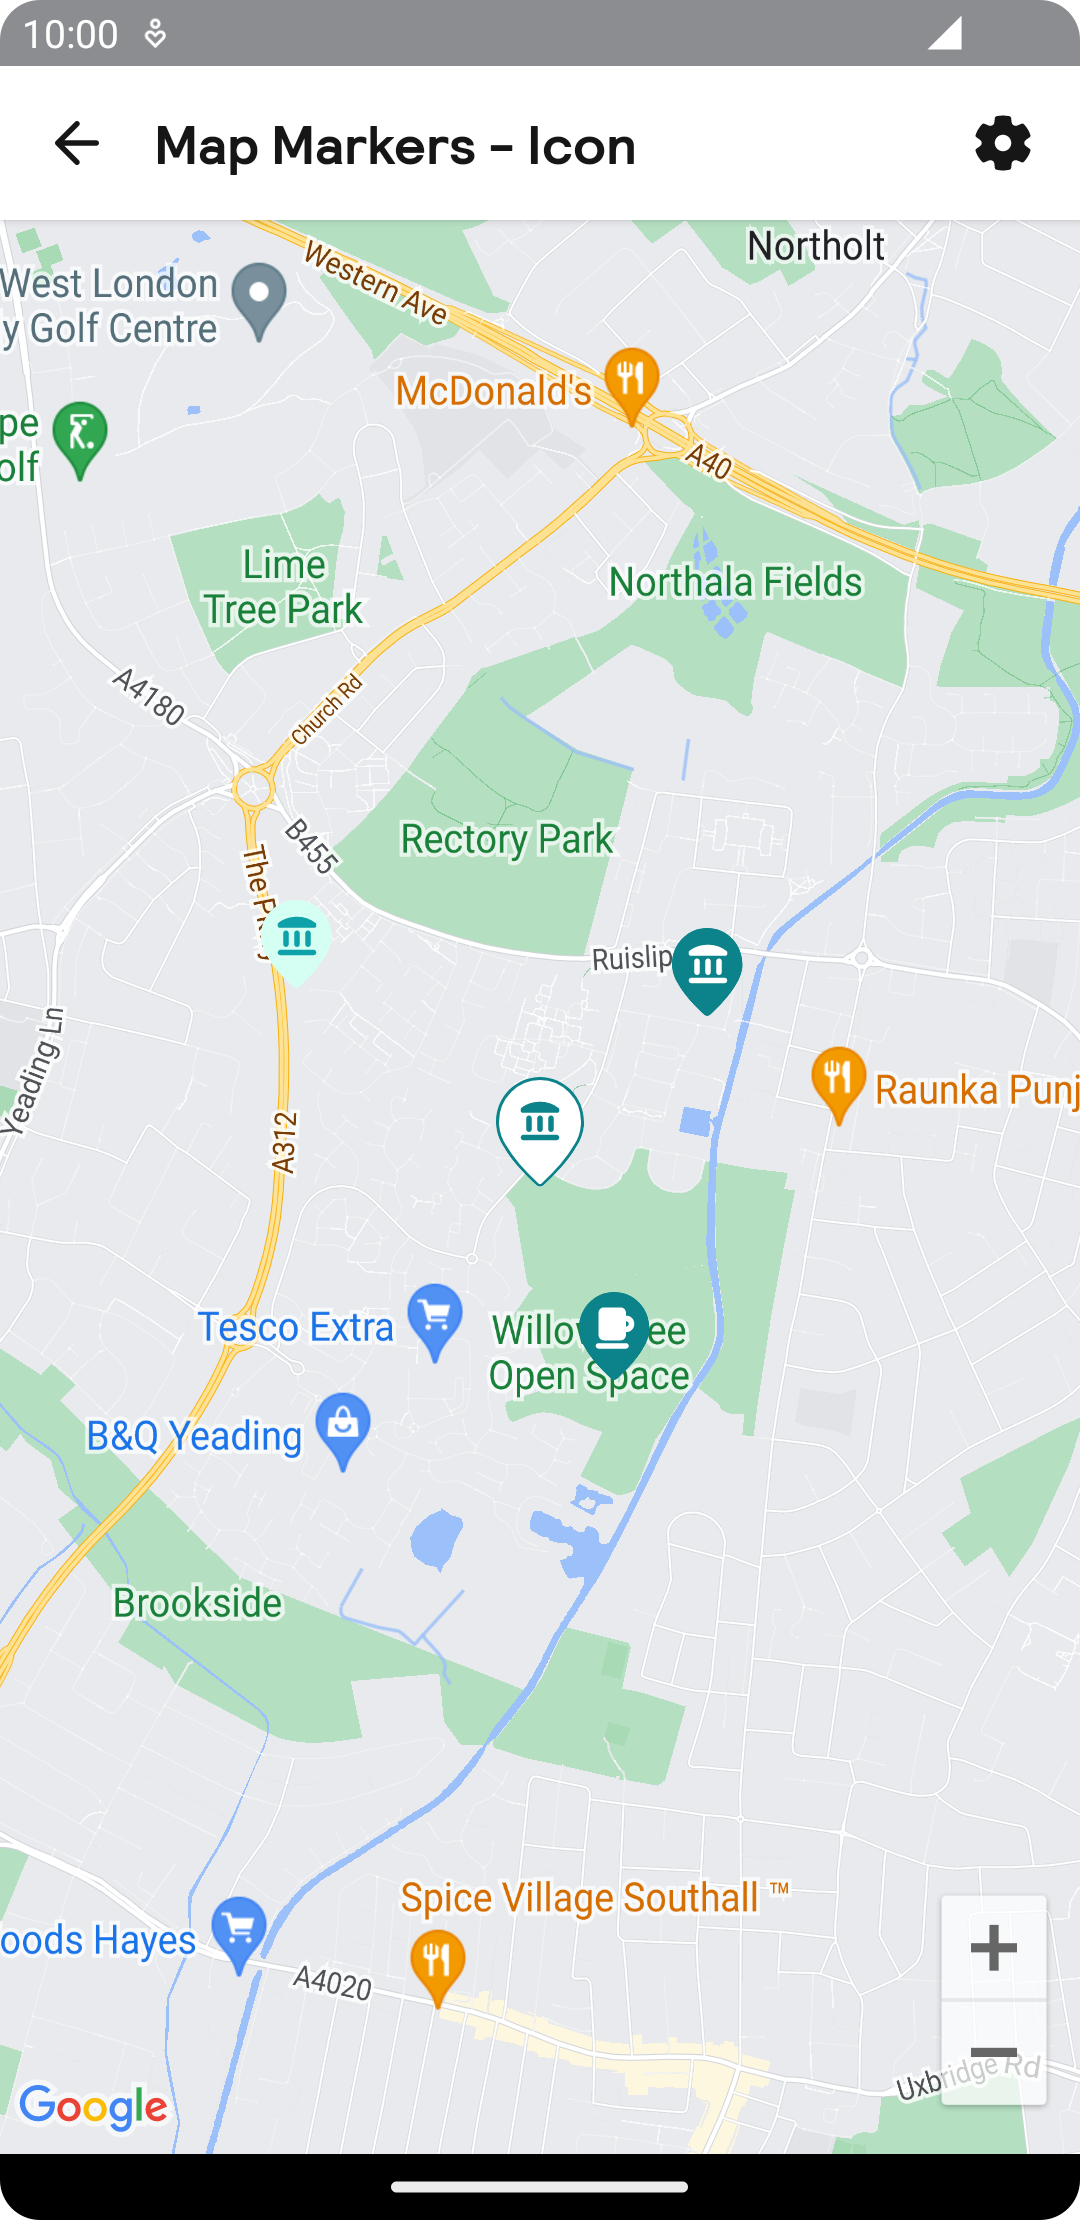 10:00
Map Markers – Icon
Northolt
West London
y Golf Centre
Western Ave
McDonald's
pe
olf
A40
Lime
Tree Park
Northala Fields
A4180
Church Rd
B455
Rectory Park
The
Ruislip
Yeading Ln
Raunka Punj
A312
Tesco Extra
Open Space
B&Q Yeading
Brookside
Spice Village Southall ™
oods Hayes
A4020
Uxbridge Rd
Google